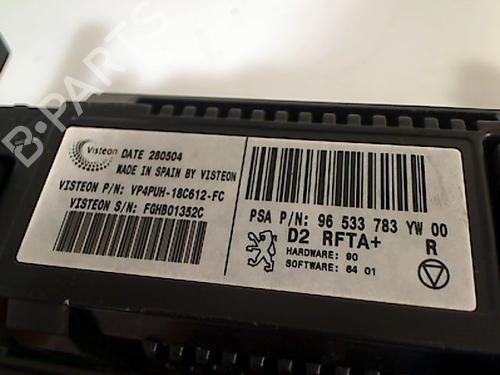 Visteon DATE 280504
MADE IN SPAIN BY VISTEON
VISTEON P/N: VP4PUH-18C612-FC
VISTEON S/N: FGHB01352C
PSA P/N: 96 533 783 YW 00
D2 RFTA+ R
HARDWARE: 90
SOFTWARE: 64 01
B-PARTS